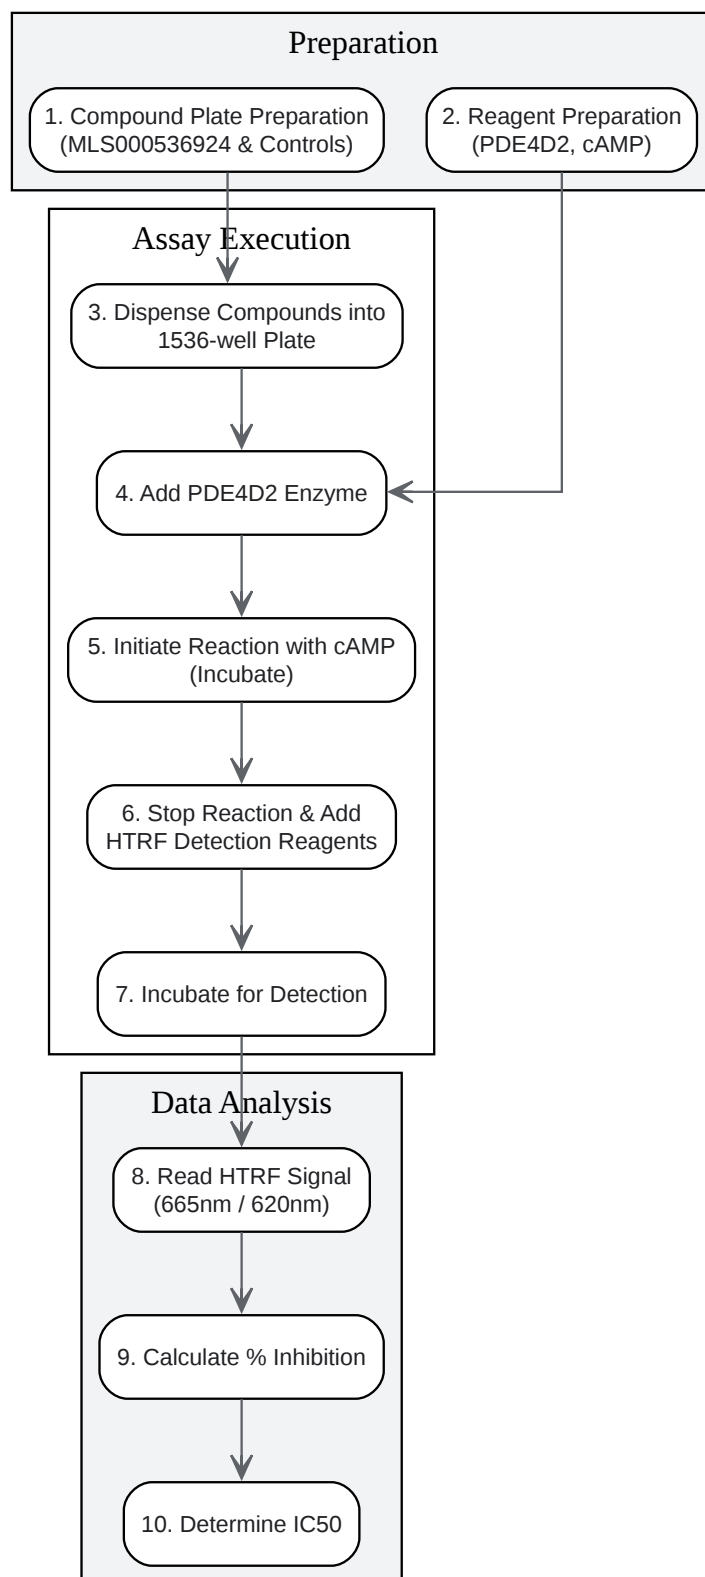 Preparation
1. Compound Plate Preparation
(MLS000536924 & Controls)
2. Reagent Preparation
(PDE4D2, cAMP)
Assay Execution
3. Dispense Compounds into
1536-well Plate
4. Add PDE4D2 Enzyme
5. Initiate Reaction with cAMP
(Incubate)
6. Stop Reaction & Add
HTRF Detection Reagents
7. Incubate for Detection
Data Analysis
8. Read HTRF Signal
(665nm / 620nm)
9. Calculate % Inhibition
10. Determine IC50